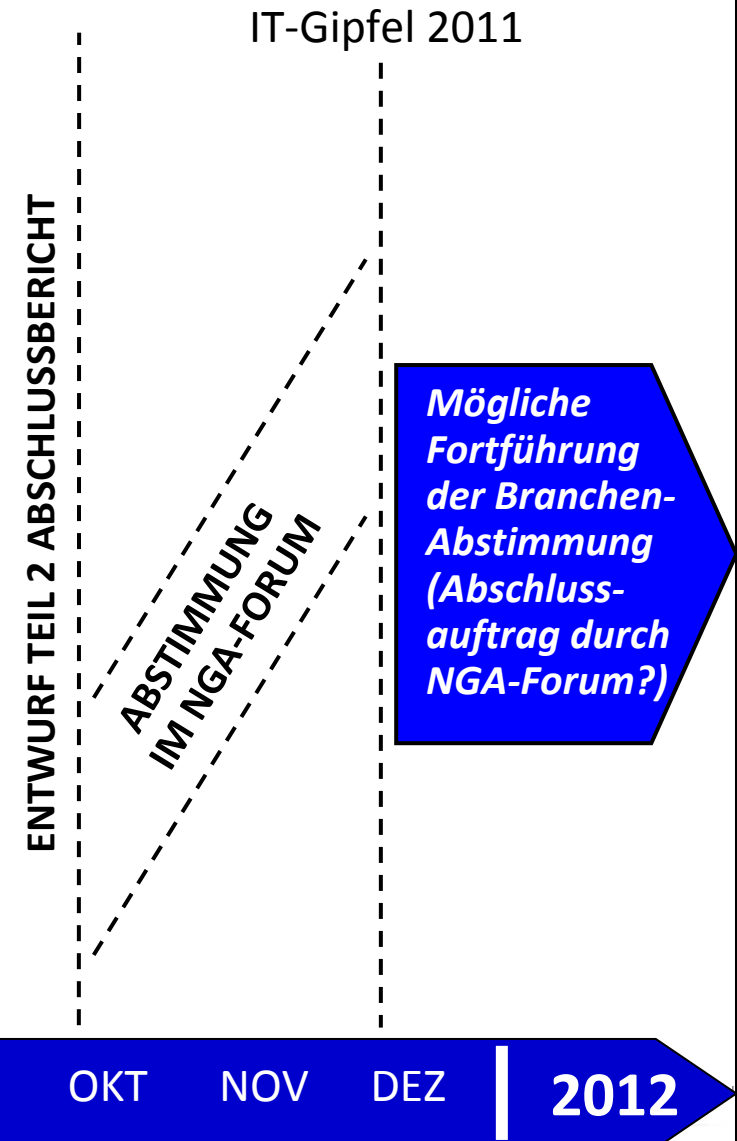 IT-Gipfel 2011
ENTWURF TEIL 2 ABSCHLUSSBERICHT
ABSTIMMUNG
IM NGA-FORUM
Mögliche
Fortführung
der Branchen-
Abstimmung
(Abschluss-
auftrag durch
NGA-Forum?)
OKT NOV DEZ 2012